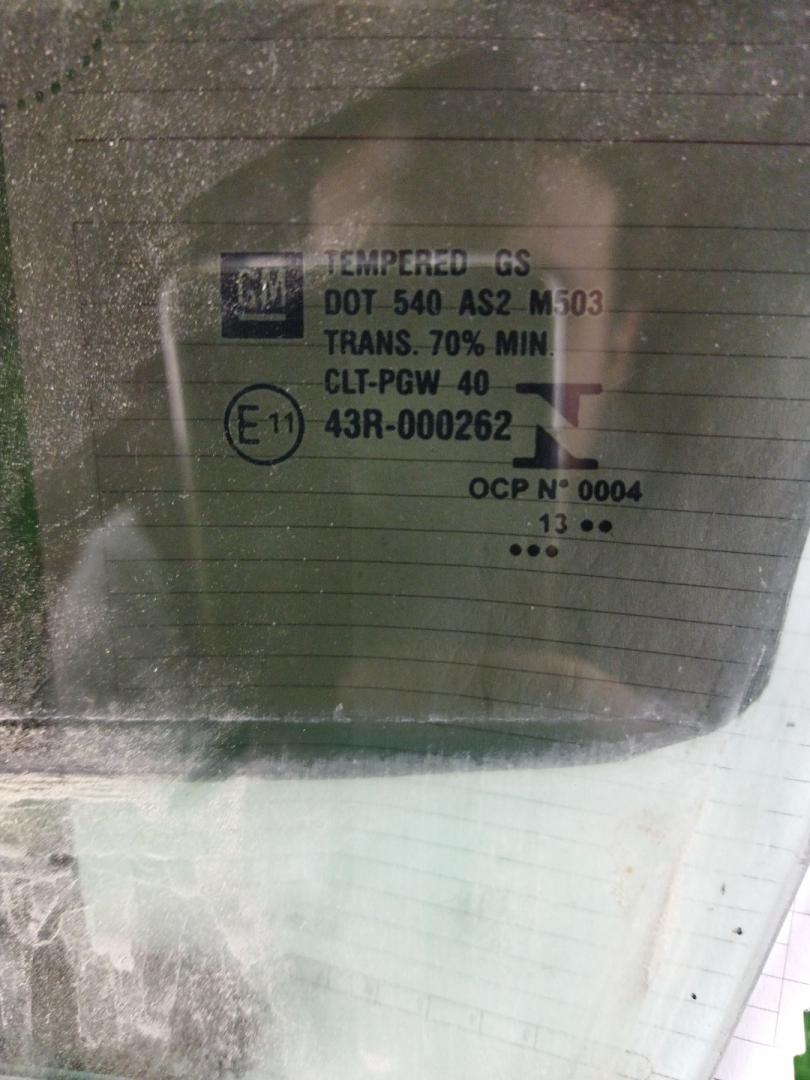 GM
TEMPERED GS
DOT 540 AS2 M503
TRANS. 70% MIN.
CLT-PGW 40
E 11
43R-000262
OCP N° 0004
13 ●●
●●●